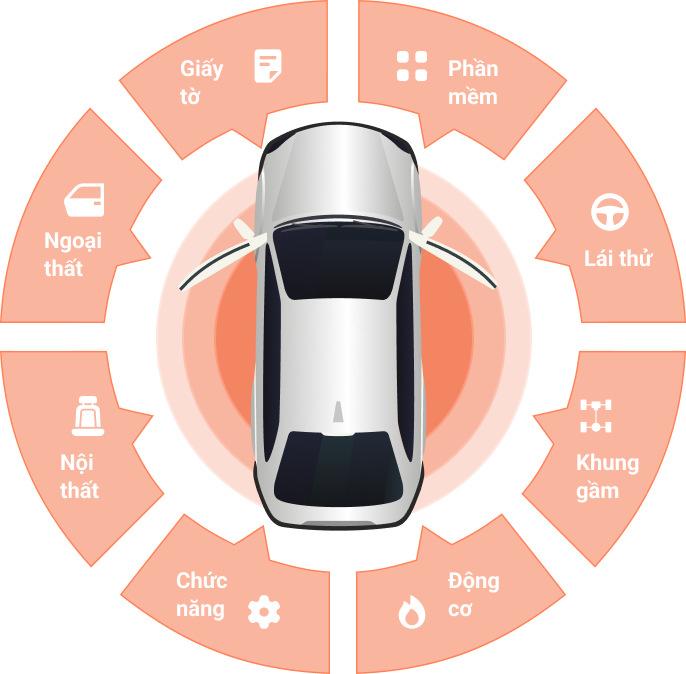 Giấy
tờ
Phần
mềm
Ngoại
thất
Lái thử
Nội
thất
Khung
gầm
Chức
năng
Động
cơ